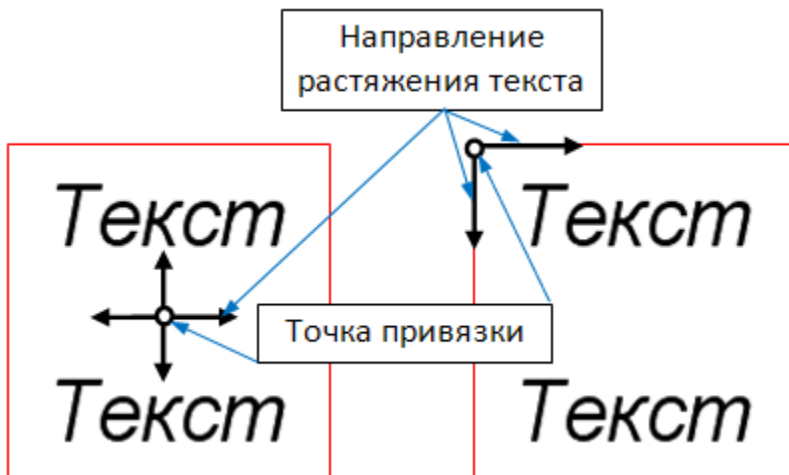 Направление
растяжения текста
Текст
Текст
Точка привязки
Текст
Текст